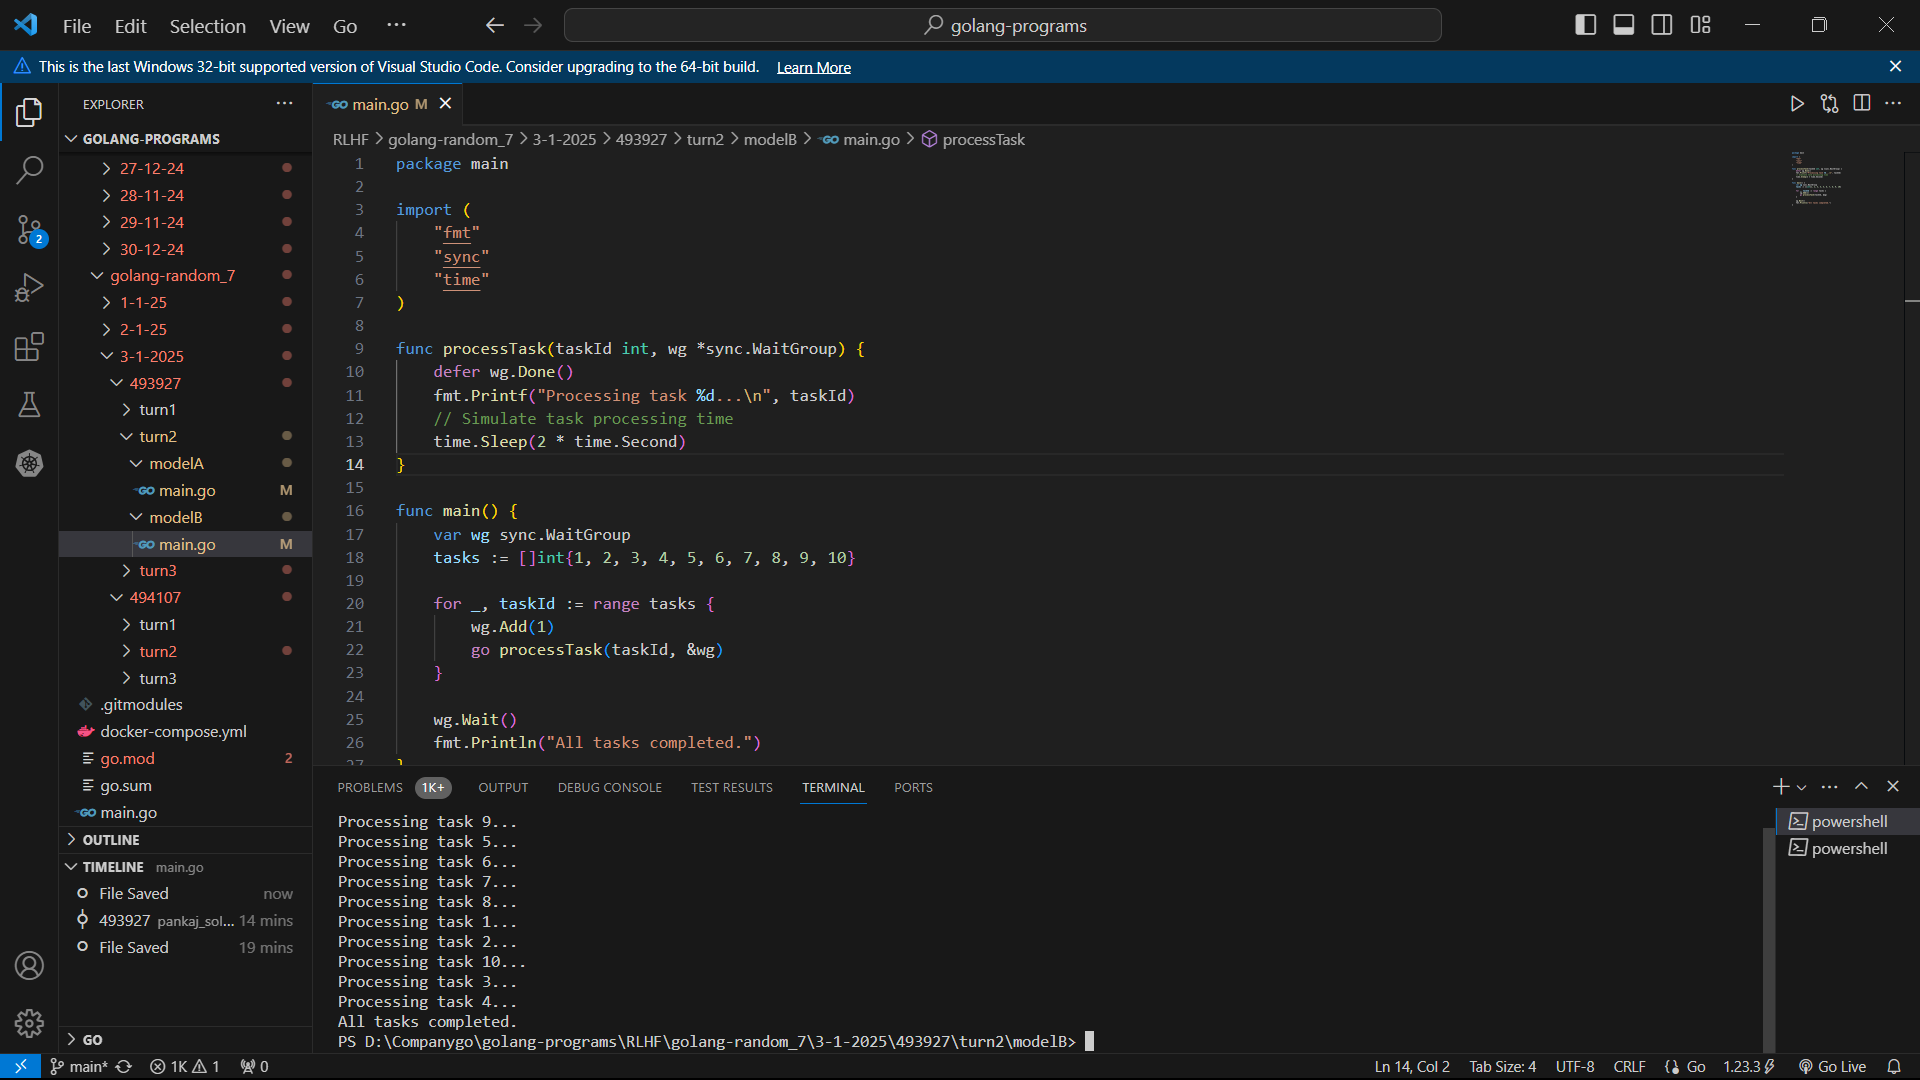 File Edit Selection View Go ···
golang-programs
This is the last Windows 32-bit supported version of Visual Studio Code. Consider upgrading to the 64-bit build. Learn More
EXPLORER
GOLANG-PROGRAMS
27-12-24
28-11-24
29-11-24
30-12-24
golang-random_7
1-1-25
2-1-25
3-1-2025
493927
turn1
turn2
modelA
main.go M
modelB
main.go M
turn3
494107
turn1
turn2
turn3
.gitmodules
docker-compose.yml
go.mod 2
go.sum
main.go
OUTLINE
TIMELINE main.go
File Saved now
493927 pankaj_sol... 14 mins
File Saved 19 mins
GO
2
main.go M
RLHF > golang-random_7 > 3-1-2025 > 493927 > turn2 > modelB > main.go > processTask
1 package main
2
3 import (
4 "fmt"
5 "sync"
6 "time"
7 )
8
9 func processTask(taskId int, wg *sync.WaitGroup) {
10 defer wg.Done()
11 fmt.Printf("Processing task %d...\n", taskId)
12 // Simulate task processing time
13 time.Sleep(2 * time.Second)
14 }
15
16 func main() {
17 var wg sync.WaitGroup
18 tasks := []int{1, 2, 3, 4, 5, 6, 7, 8, 9, 10}
19
20 for _, taskId := range tasks {
21 wg.Add(1)
22 go processTask(taskId, &wg)
23 }
24
25 wg.Wait()
26 fmt.Println("All tasks completed.")
27 }
PROBLEMS 1K+ OUTPUT DEBUG CONSOLE TEST RESULTS TERMINAL PORTS
Processing task 9...
Processing task 5...
Processing task 6...
Processing task 7...
Processing task 8...
Processing task 1...
Processing task 2...
Processing task 10...
Processing task 3...
Processing task 4...
All tasks completed.
PS D:\Companygo\golang-programs\RLHF\golang-random_7\3-1-2025\493927\turn2\modelB>
powershell
powershell
main* 1K 1 0
Ln 14, Col 2 Tab Size: 4 UTF-8 CRLF Go 1.23.3 Go Live